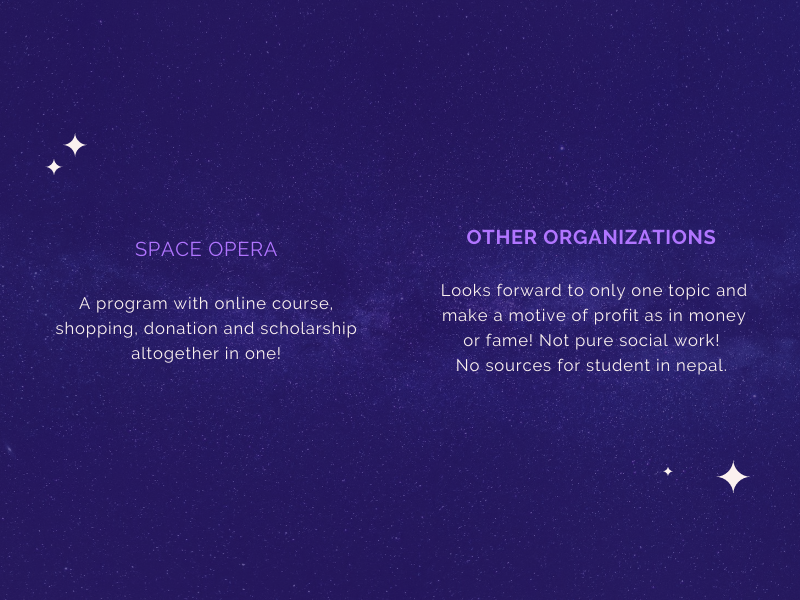 SPACE OPERA
A program with online course,
shopping, donation and scholarship
altogether in one!
OTHER ORGANIZATIONS
Looks forward to only one topic and
make a motive of profit as in money
or fame! Not pure social work!
No sources for student in nepal.